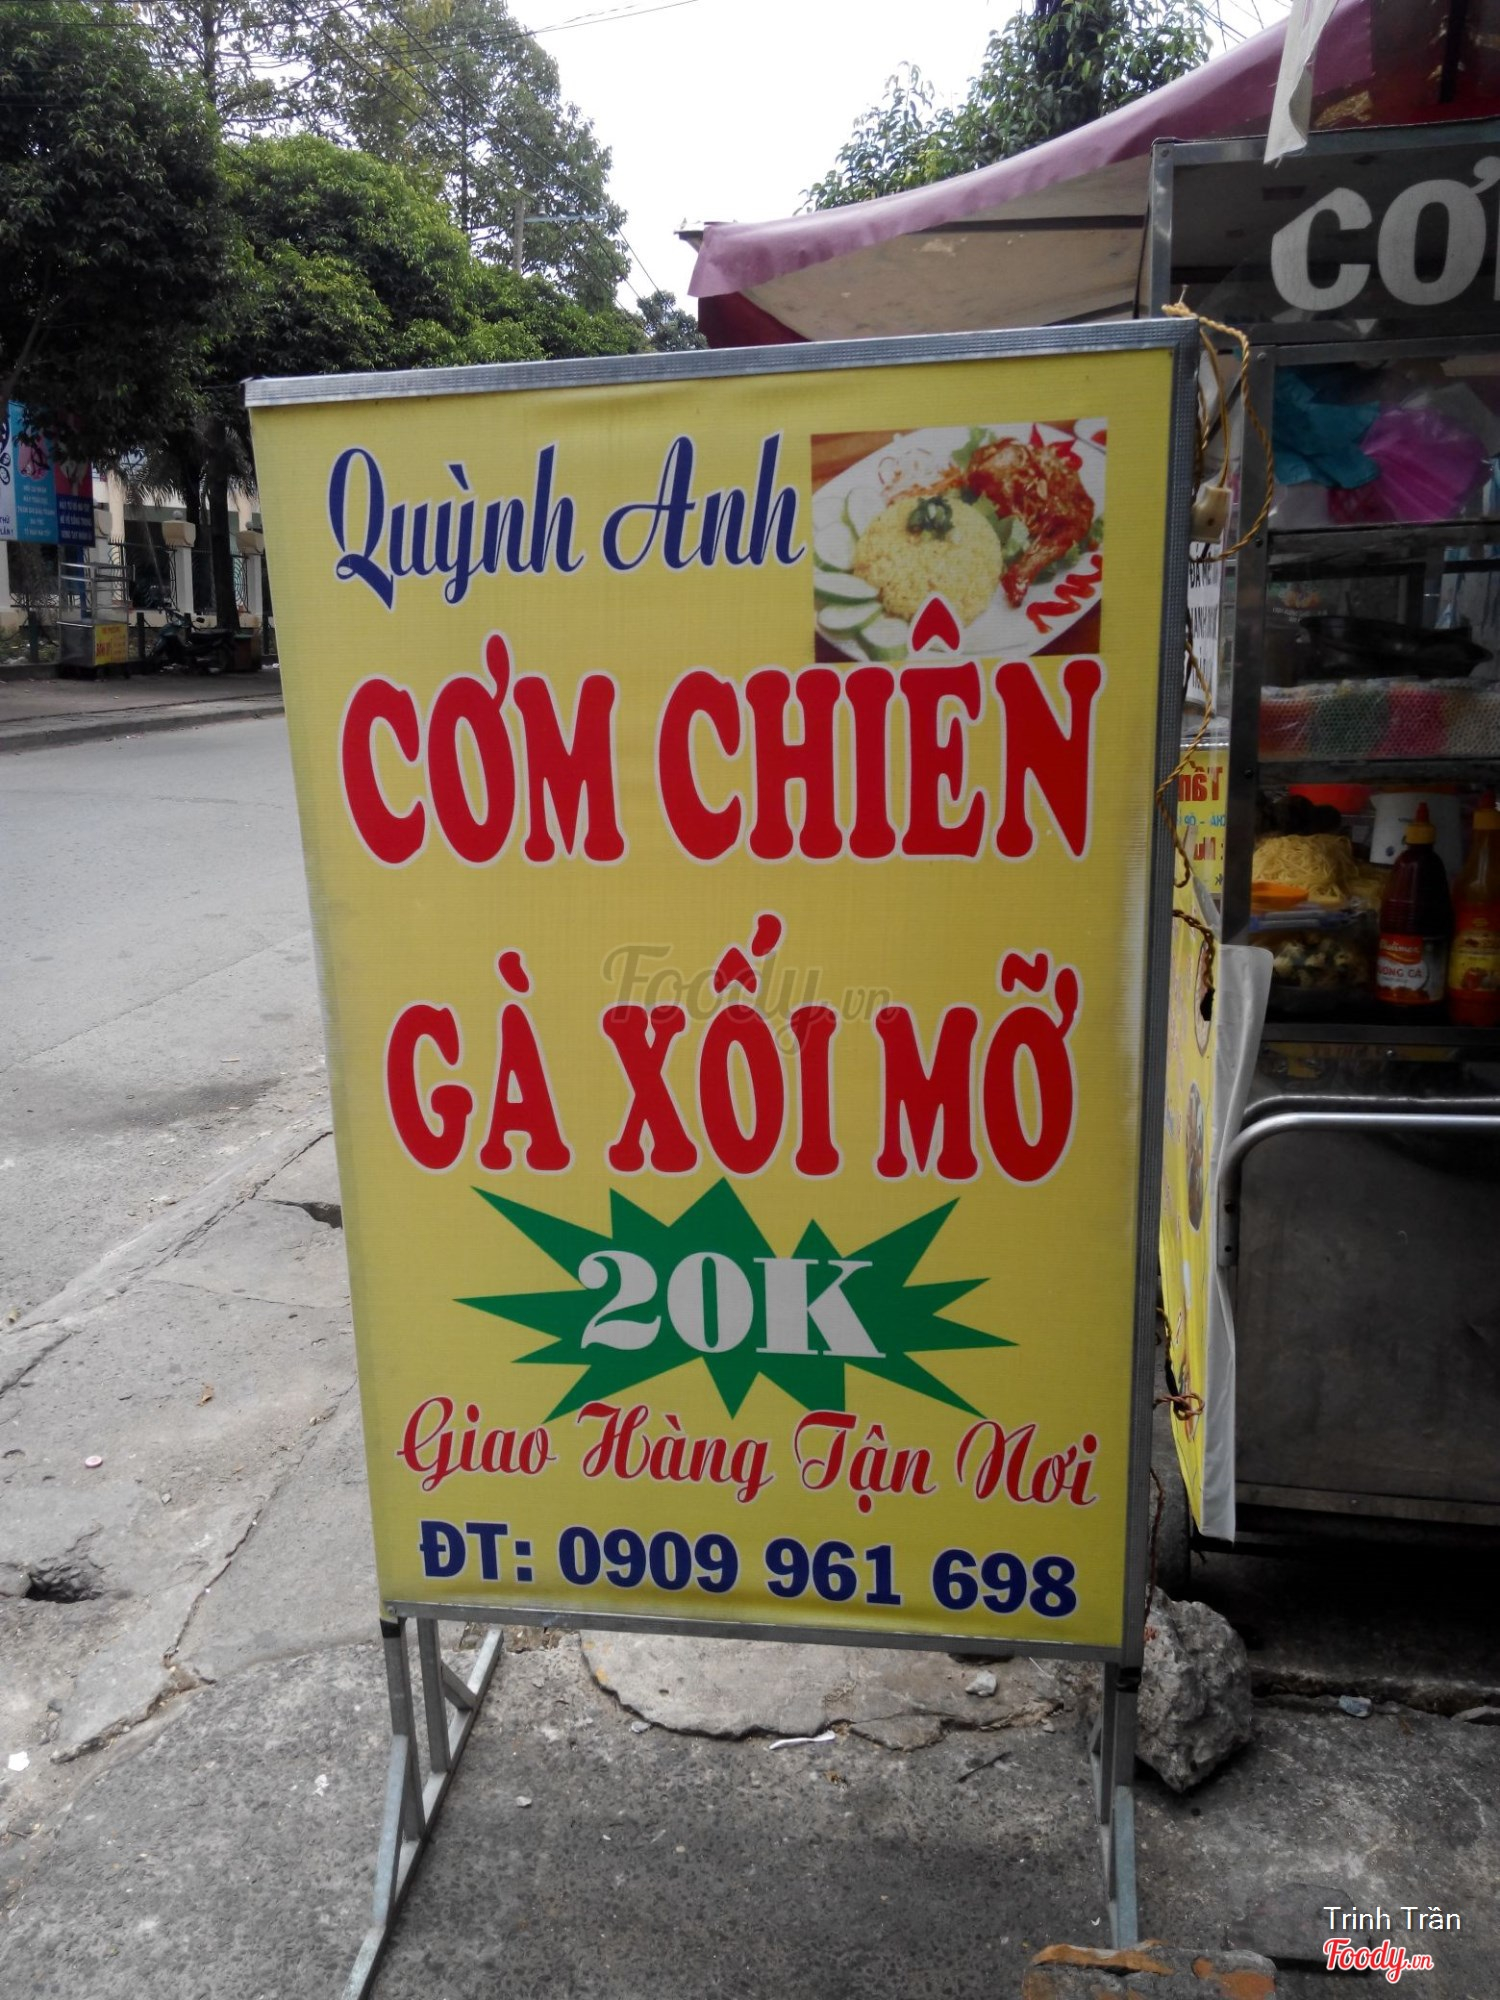 Quỳnh Anh
CƠM CHIÊN
GÀ XỐI MỠ
20K
Giao Hàng Tận Nơi
ĐT: 0909 961 698
CƠ
Foody.vn
Trinh Trần
Foody.vn